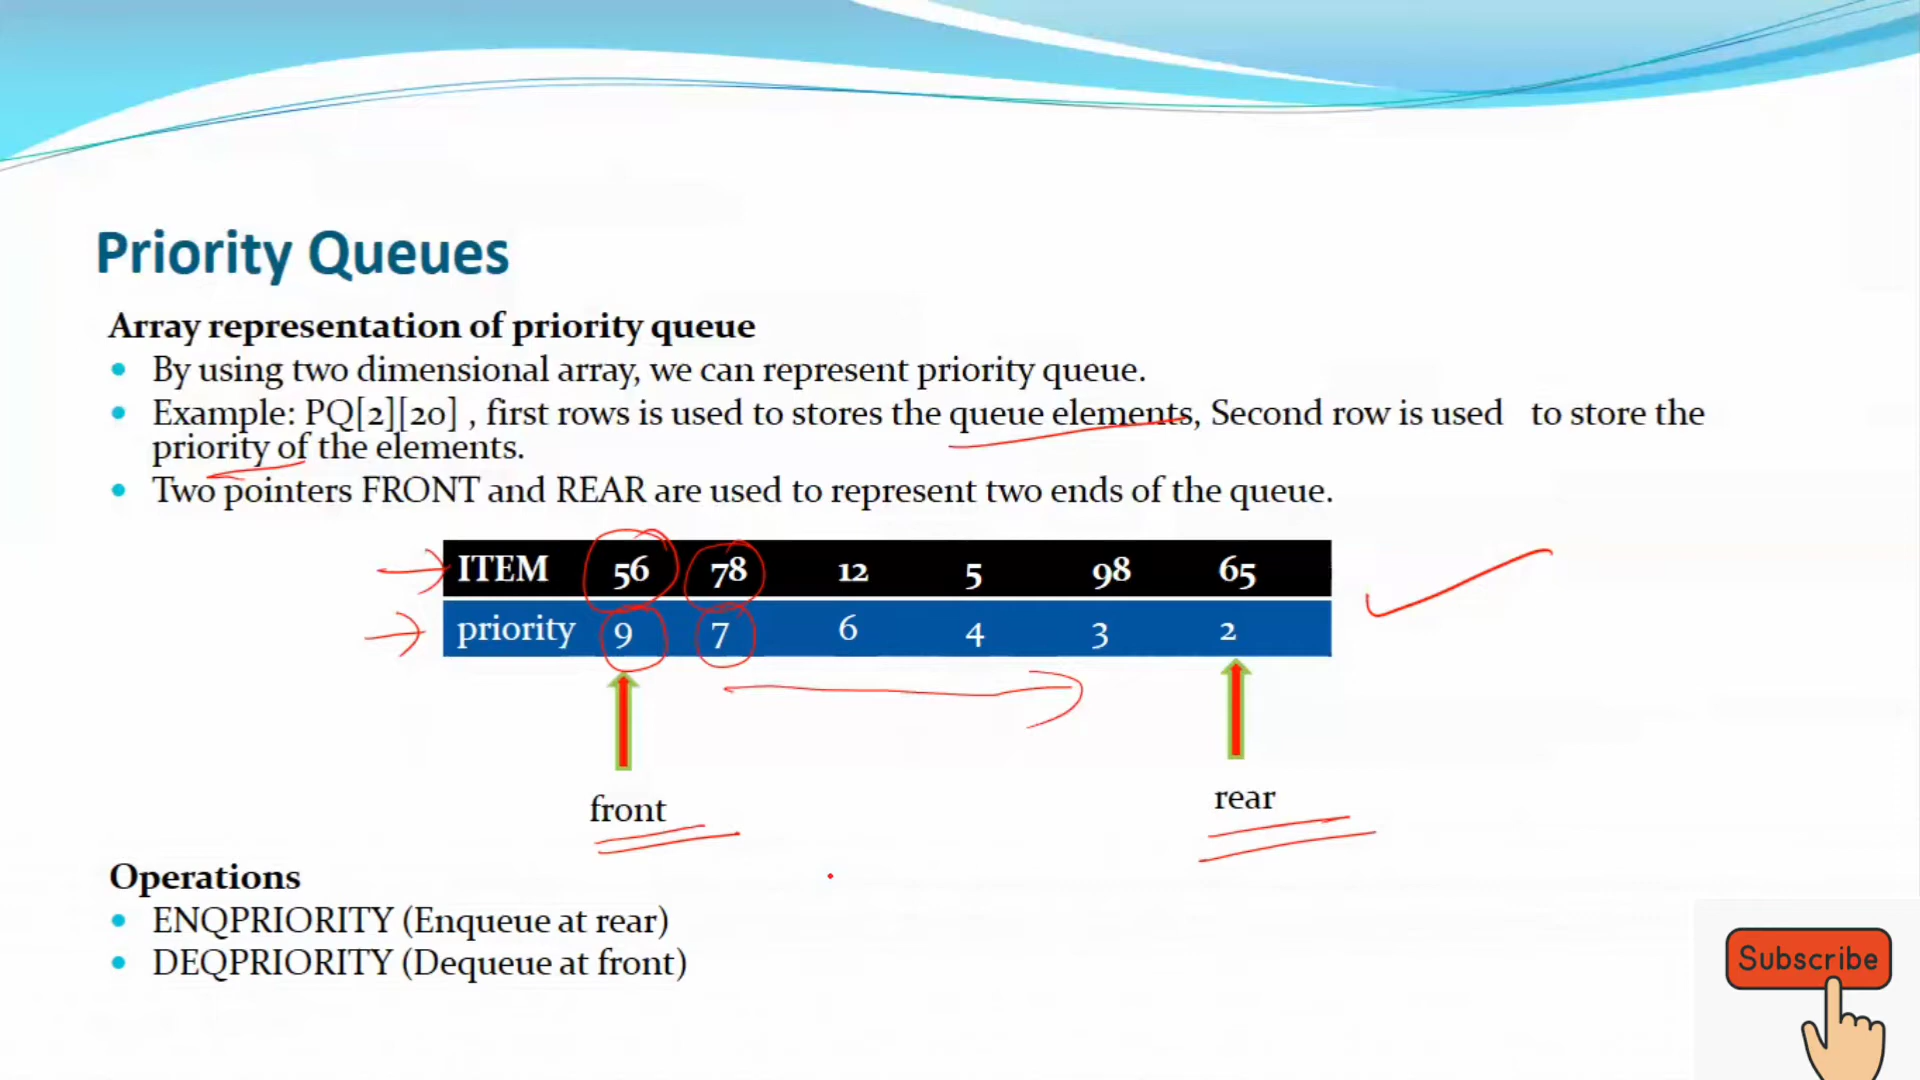 Priority Queues
Array representation of priority queue
• By using two dimensional array, we can represent priority queue.
• Example: PQ[2][20] , first rows is used to stores the queue elements, Second row is used to store the
priority of the elements.
• Two pointers FRONT and REAR are used to represent two ends of the queue.
ITEM 56 78 12 5 98 65
priority 9 7 6 4 3 2
front
rear
Operations
• ENQPRIORITY (Enqueue at rear)
• DEQPRIORITY (Dequeue at front)
Subscribe